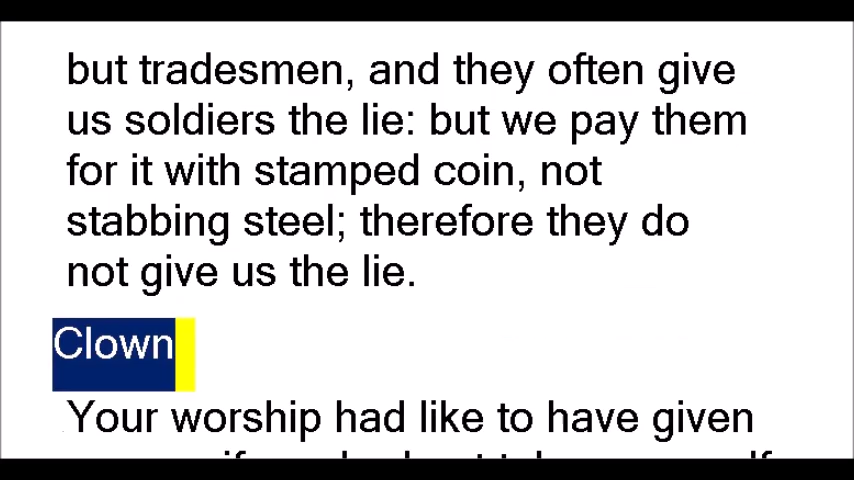 but tradesmen, and they often give
us soldiers the lie: but we pay them
for it with stamped coin, not
stabbing steel; therefore they do
not give us the lie.
Clown
Your worship had like to have given